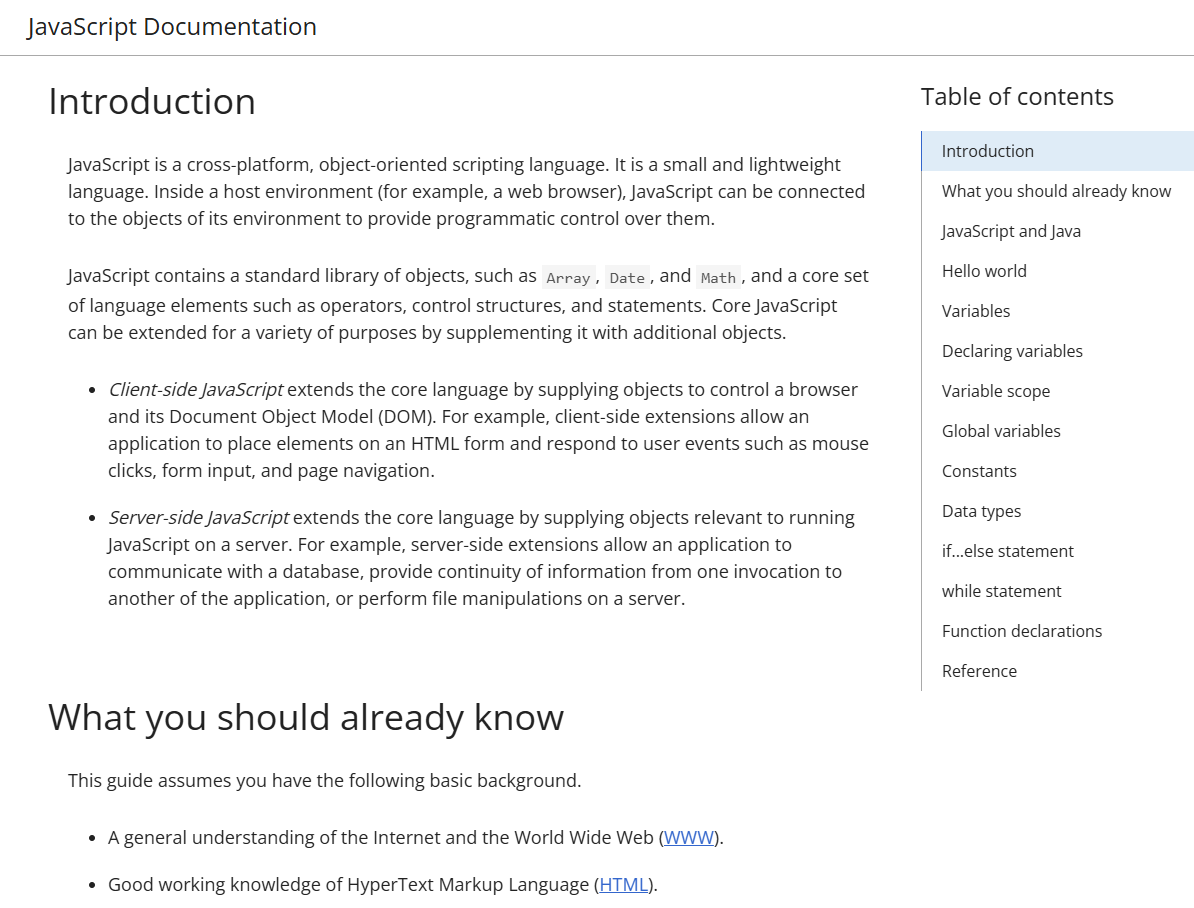 JavaScript Documentation
Introduction
JavaScript is a cross-platform, object-oriented scripting language. It is a small and lightweight
language. Inside a host environment (for example, a web browser), JavaScript can be connected
to the objects of its environment to provide programmatic control over them.
JavaScript contains a standard library of objects, such as Array, Date, and Math, and a core set
of language elements such as operators, control structures, and statements. Core JavaScript
can be extended for a variety of purposes by supplementing it with additional objects.
• Client-side JavaScript extends the core language by supplying objects to control a browser
and its Document Object Model (DOM). For example, client-side extensions allow an
application to place elements on an HTML form and respond to user events such as mouse
clicks, form input, and page navigation.
• Server-side JavaScript extends the core language by supplying objects relevant to running
JavaScript on a server. For example, server-side extensions allow an application to
communicate with a database, provide continuity of information from one invocation to
another of the application, or perform file manipulations on a server.
What you should already know
This guide assumes you have the following basic background.
• A general understanding of the Internet and the World Wide Web (WWW).
• Good working knowledge of HyperText Markup Language (HTML).
Table of contents
Introduction
What you should already know
JavaScript and Java
Hello world
Variables
Declaring variables
Variable scope
Global variables
Constants
Data types
if...else statement
while statement
Function declarations
Reference